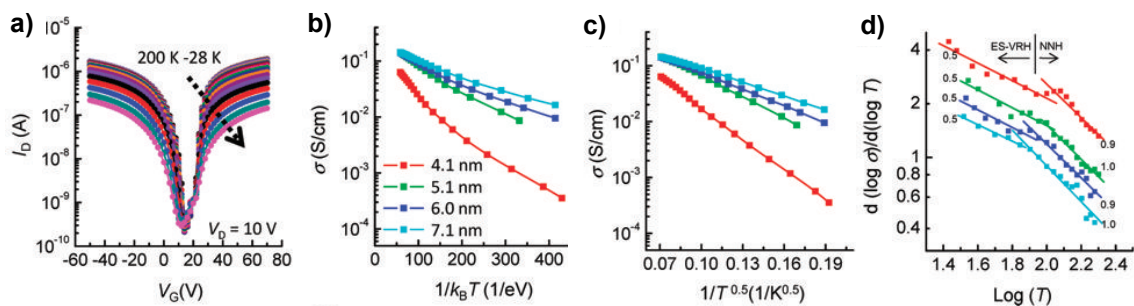 a)
10⁻⁵
10⁻⁶
10⁻⁷
10⁻⁸
10⁻⁹
10⁻¹⁰
200 K -28 K
V_D = 10 V
I_D (A)
-60 -40 -20 0 20 40 60 80
V_G(V)
b)
10⁻¹
10⁻²
10⁻³
10⁻⁴
4.1 nm
5.1 nm
6.0 nm
7.1 nm
σ (S/cm)
0 100 200 300 400
1/k_BT (1/eV)
c)
10⁻¹
10⁻²
10⁻³
10⁻⁴
σ (S/cm)
0.07 0.10 0.13 0.16 0.19
1/T⁰·⁵(1/K⁰·⁵)
d)
4
2
1
0.8
0.6
0.4
ES-VRH NNH
0.5
0.5
0.5
0.5
0.9
1.0
0.9
1.0
d (log σ)/d(log T)
1.4 1.6 1.8 2.0 2.2 2.4
Log (T)